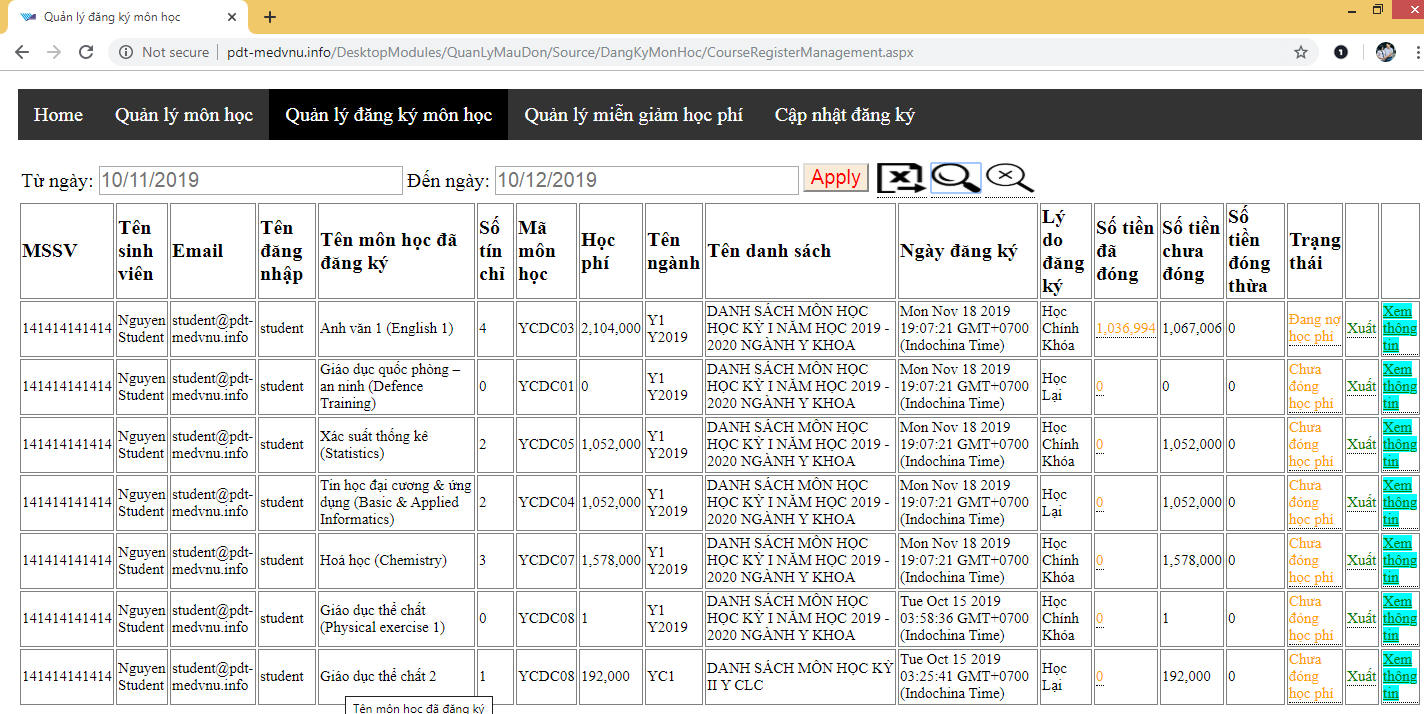 Quản lý đăng ký môn học
Not secure
pdt-medvnu.info/DesktopModules/QuanLyMauDon/Source/DangKyMonHoc/CourseRegisterManagement.aspx
Home Quản lý môn học Quản lý đăng ký môn học Quản lý miễn giảm học phí Cập nhật đăng ký
Từ ngày: 10/11/2019 Đến ngày: 10/12/2019 Apply
MSSV
Tên
sinh
viên
Email
Tên
đăng
nhập
Tên môn học đã
đăng ký
Số
tín
chỉ
Mã
môn
học
Học
phí
Tên
ngành
Tên danh sách
Ngày đăng ký
Lý
do
đăng
ký
Số tiền
đã
đóng
Số tiền
chưa
đóng
Số
tiền
đóng
thừa
Trạng
thái
141414141414
Nguyen
Student
student@pdt-
medvnu.info
student
Anh văn 1 (English 1)
4
YCDC03
2,104,000
Y1
Y2019
DANH SÁCH MÔN HỌC
HỌC KỲ I NĂM HỌC 2019 -
2020 NGÀNH Y KHOA
Mon Nov 18 2019
19:07:21 GMT+0700
(Indochina Time)
Học
Chính
Khóa
1,036,994
1,067,006
0
Đang nợ
học phí
Xuất
Xem
thông
tin
141414141414
Nguyen
Student
student@pdt-
medvnu.info
student
Giáo dục quốc phòng –
an ninh (Defence
Training)
0
YCDC01
0
Y1
Y2019
DANH SÁCH MÔN HỌC
HỌC KỲ I NĂM HỌC 2019 -
2020 NGÀNH Y KHOA
Mon Nov 18 2019
19:07:21 GMT+0700
(Indochina Time)
Học
Lại
0
0
0
Chưa
đóng
học phí
Xuất
Xem
thông
tin
141414141414
Nguyen
Student
student@pdt-
medvnu.info
student
Xác suất thống kê
(Statistics)
2
YCDC05
1,052,000
Y1
Y2019
DANH SÁCH MÔN HỌC
HỌC KỲ I NĂM HỌC 2019 -
2020 NGÀNH Y KHOA
Mon Nov 18 2019
19:07:21 GMT+0700
(Indochina Time)
Học
Chính
Khóa
0
1,052,000
0
Chưa
đóng
học phí
Xuất
Xem
thông
tin
141414141414
Nguyen
Student
student@pdt-
medvnu.info
student
Tin học đại cương & ứng
dụng (Basic & Applied
Informatics)
2
YCDC04
1,052,000
Y1
Y2019
DANH SÁCH MÔN HỌC
HỌC KỲ I NĂM HỌC 2019 -
2020 NGÀNH Y KHOA
Mon Nov 18 2019
19:07:21 GMT+0700
(Indochina Time)
Học
Lại
0
1,052,000
0
Chưa
đóng
học phí
Xuất
Xem
thông
tin
141414141414
Nguyen
Student
student@pdt-
medvnu.info
student
Hoá học (Chemistry)
3
YCDC07
1,578,000
Y1
Y2019
DANH SÁCH MÔN HỌC
HỌC KỲ I NĂM HỌC 2019 -
2020 NGÀNH Y KHOA
Mon Nov 18 2019
19:07:21 GMT+0700
(Indochina Time)
Học
Chính
Khóa
0
1,578,000
0
Chưa
đóng
học phí
Xuất
Xem
thông
tin
141414141414
Nguyen
Student
student@pdt-
medvnu.info
student
Giáo dục thể chất
(Physical exercise 1)
0
YCDC08
1
Y1
Y2019
DANH SÁCH MÔN HỌC
HỌC KỲ I NĂM HỌC 2019 -
2020 NGÀNH Y KHOA
Tue Oct 15 2019
03:58:36 GMT+0700
(Indochina Time)
Học
Chính
Khóa
0
1
0
Chưa
đóng
học phí
Xuất
Xem
thông
tin
141414141414
Nguyen
Student
student@pdt-
medvnu.info
student
Giáo dục thể chất 2
1
YCDC08
192,000
YC1
DANH SÁCH MÔN HỌC KỲ
II Y CLC
Tue Oct 15 2019
03:25:41 GMT+0700
(Indochina Time)
Học
Lại
0
192,000
0
Chưa
đóng
học phí
Xuất
Xem
thông
tin
Tên môn học đã đăng ký